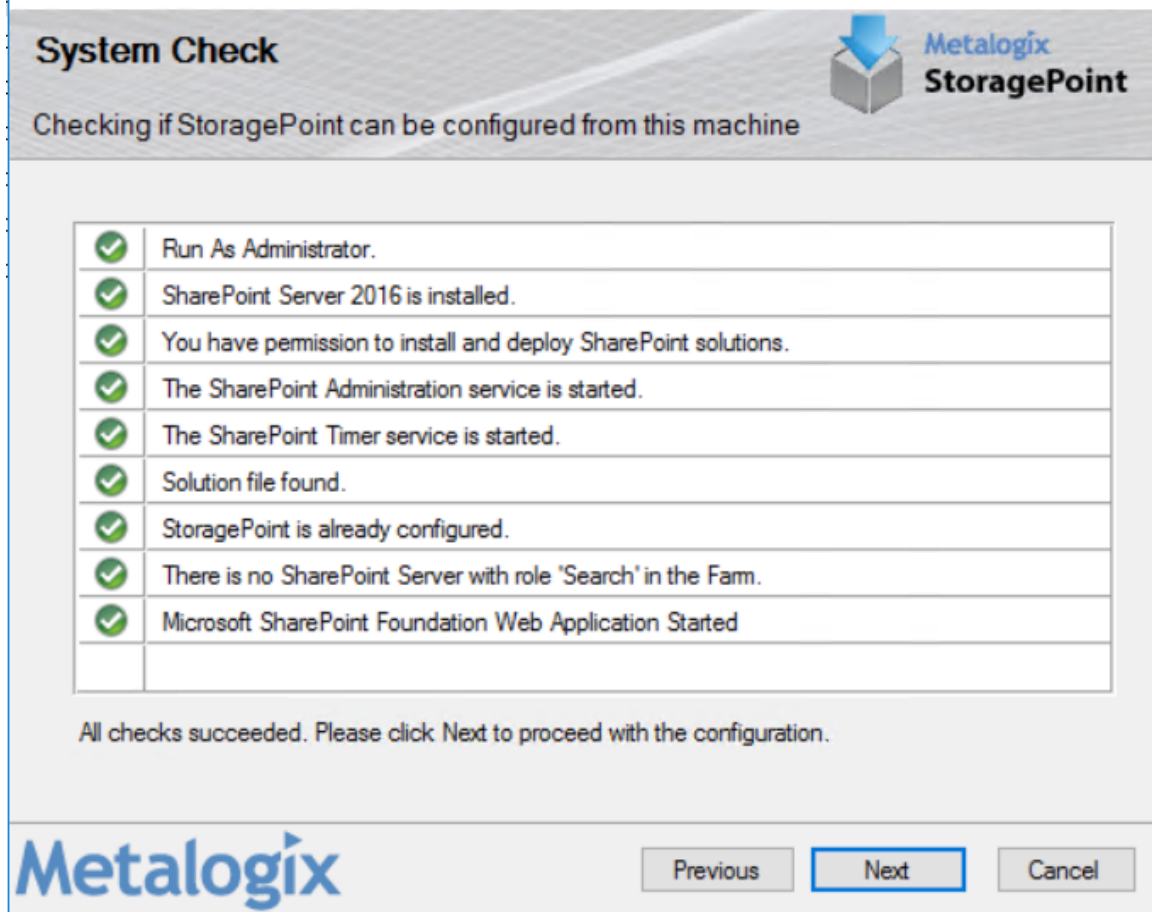 System Check
Metalogix
StoragePoint
Checking if StoragePoint can be configured from this machine
Run As Administrator.
SharePoint Server 2016 is installed.
You have permission to install and deploy SharePoint solutions.
The SharePoint Administration service is started.
The SharePoint Timer service is started.
Solution file found.
StoragePoint is already configured.
There is no SharePoint Server with role 'Search' in the Farm.
Microsoft SharePoint Foundation Web Application Started
All checks succeeded. Please click Next to proceed with the configuration.
Metalogix
Previous Next Cancel